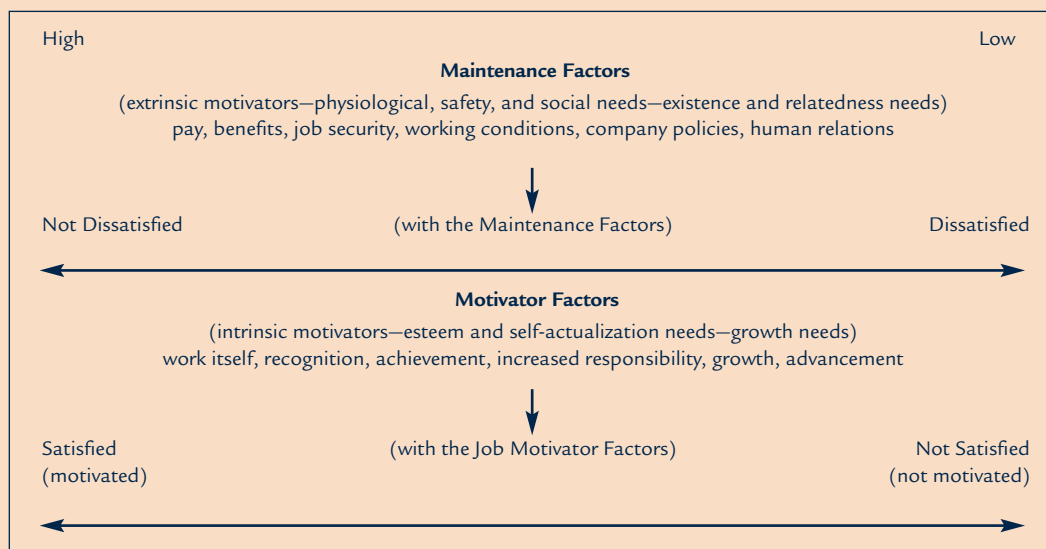 High Low
Maintenance Factors
(extrinsic motivators—physiological, safety, and social needs—existence and relatedness needs)
pay, benefits, job security, working conditions, company policies, human relations
Not Dissatisfied (with the Maintenance Factors) Dissatisfied
Motivator Factors
(intrinsic motivators—esteem and self-actualization needs—growth needs)
work itself, recognition, achievement, increased responsibility, growth, advancement
Satisfied (with the Job Motivator Factors) Not Satisfied
(motivated) (not motivated)